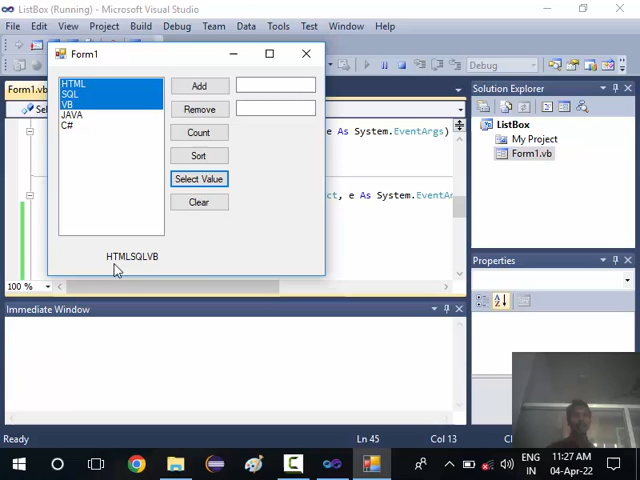 ListBox (Running) - Microsoft Visual Studio
File Edit View Project Build Debug Team Data Tools Test Window Help
Form1
HTML
SQL
VB
JAVA
C#
Add
Remove
Count
Sort
Select Value
Clear
HTMLSQLVB
Debug
Form1.vb
e As System.EventArgs)
ct, e As System.EventAr
100 %
Solution Explorer
ListBox
My Project
Form1.vb
Properties
Immediate Window
Ready
Ln 45
Col 13
ENG
IN
11:27 AM
04-Apr-22